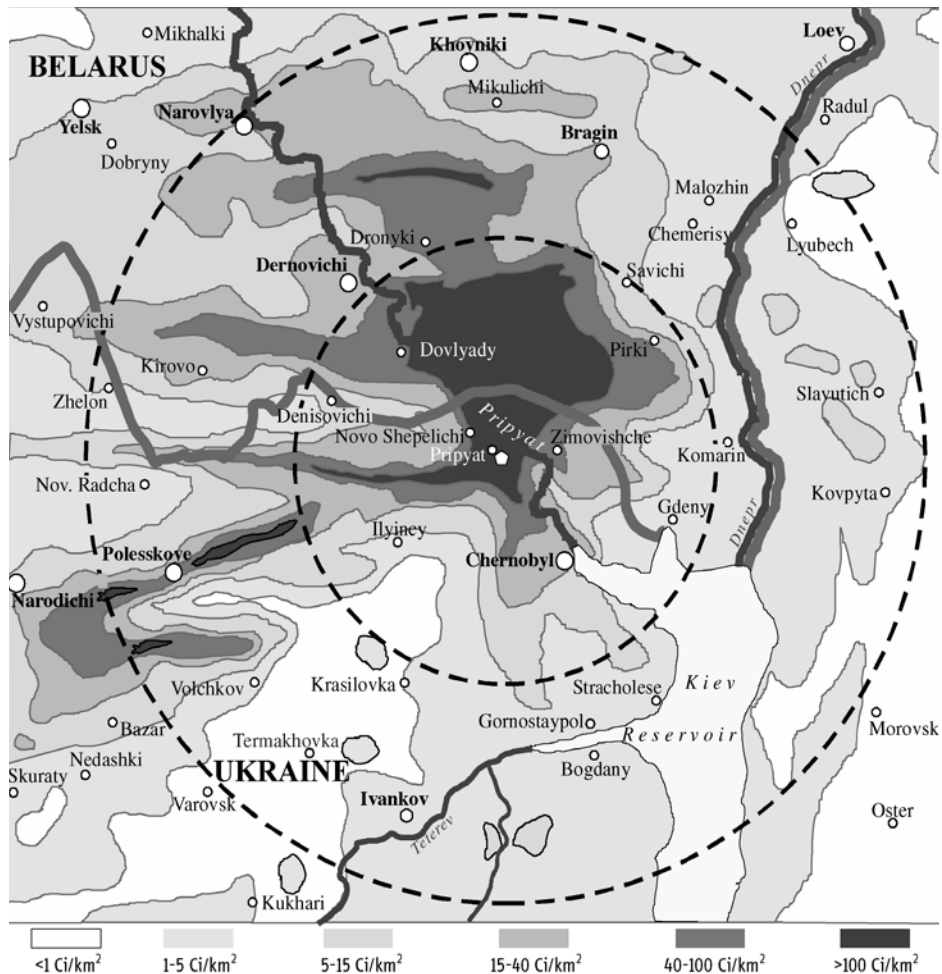 Mikhalki
Loev
Khoyniki
BELARUS
Dnepr
Mikulichi
Yelsk
Narovlya
Radul
Dobryny
Bragin
Malozhin
Chemerisy
Lyubech
Dronyki
Dernovichi
Savichi
Vystupovichi
Dovlyady
Pirki
Kirovo
Zhelon
Slavutich
Denisovichi
Pripyat
Novo Shepelichi
Zimovishche
Pripyat
Komarin
Nov. Radcha
Kovpyta
Gdeny
Dnepr
Ilyincy
Polesskoye
Chernobyl
Narodichi
Volchkov
Krasilovka
Stracholese
Kiev
Reservoir
Bazar
Gornostaypol
Morovsk
Termakhovka
Nedashki
UKRAINE
Bogdany
Skuraty
Varovsk
Ivankov
Oster
Teterev
Kukhari
<1 Ci/km²
1-5 Ci/km²
5-15 Ci/km²
15-40 Ci/km²
40-100 Ci/km²
>100 Ci/km²